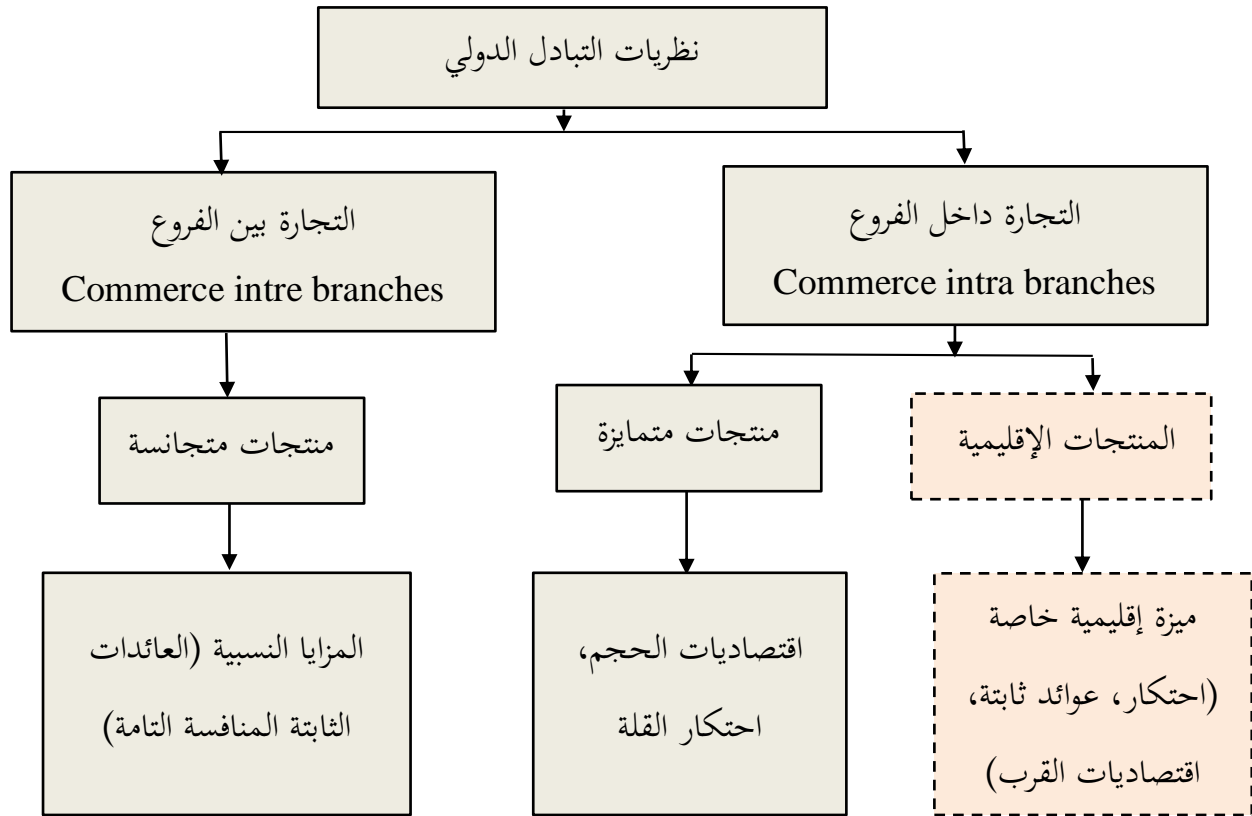 نظريات التبادل الدولي
التجارة داخل الفروع
Commerce intra branches
التجارة بين الفروع
Commerce intre branches
المنتجات الإقليمية
منتجات متمايزة
منتجات متجانسة
ميزة إقليمية خاصة
(احتكار، عوائد ثابتة،
اقتصاديات القرب)
اقتصاديات الحجم،
احتكار القلة
المزايا النسبية (العائدات
الثابتة المنافسة التامة)